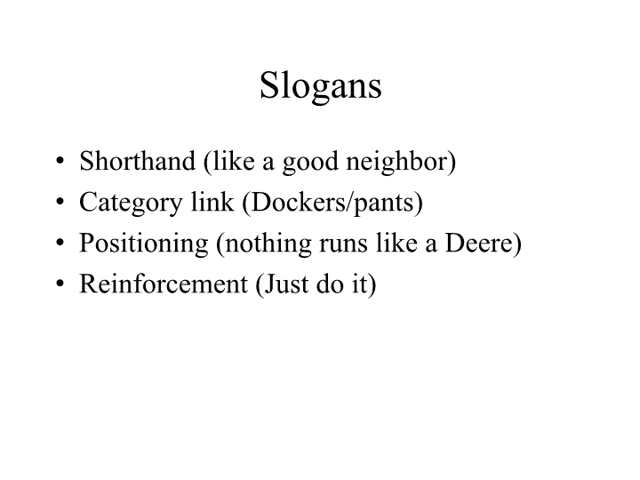 Slogans
• Shorthand (like a good neighbor)
• Category link (Dockers/pants)
• Positioning (nothing runs like a Deere)
• Reinforcement (Just do it)